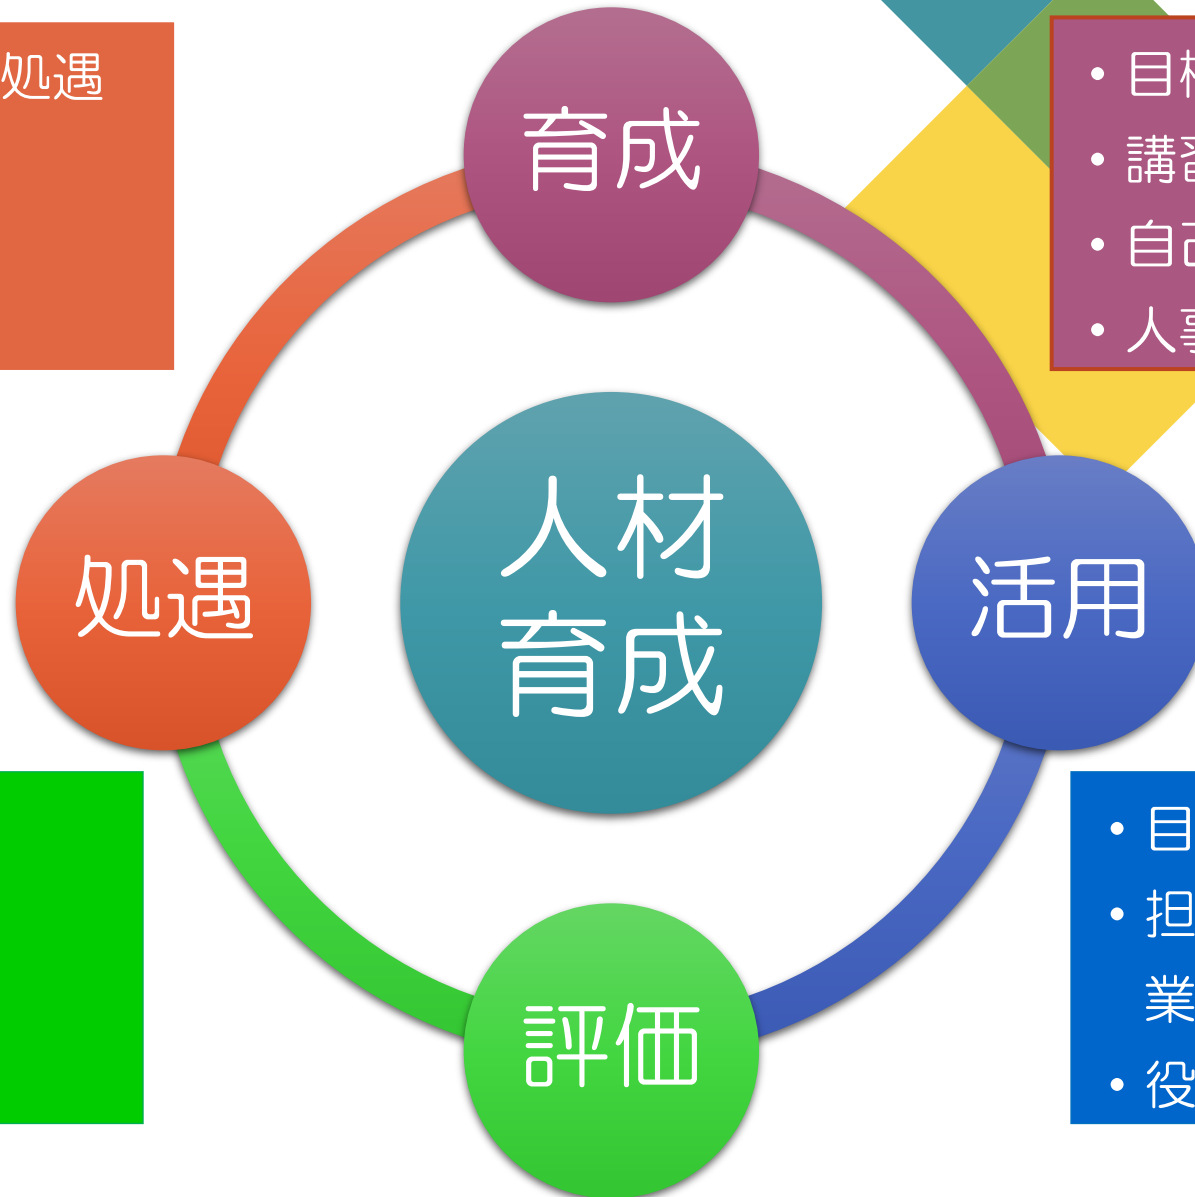 処遇
育成
・目
・講
・自
・人
処遇
人材
育成
活用
・目
・担
業
・役
評価